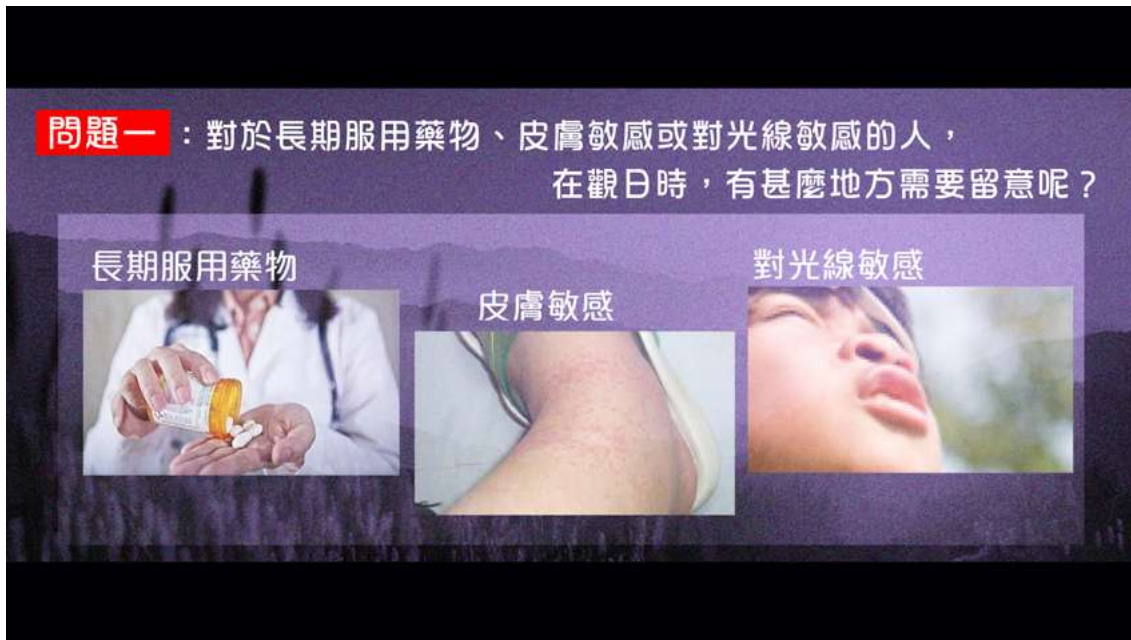 問題一：對於長期服用藥物、皮膚敏感或對光線敏感的人，
在觀日時，有甚麼地方需要留意呢？
長期服用藥物
皮膚敏感
對光線敏感